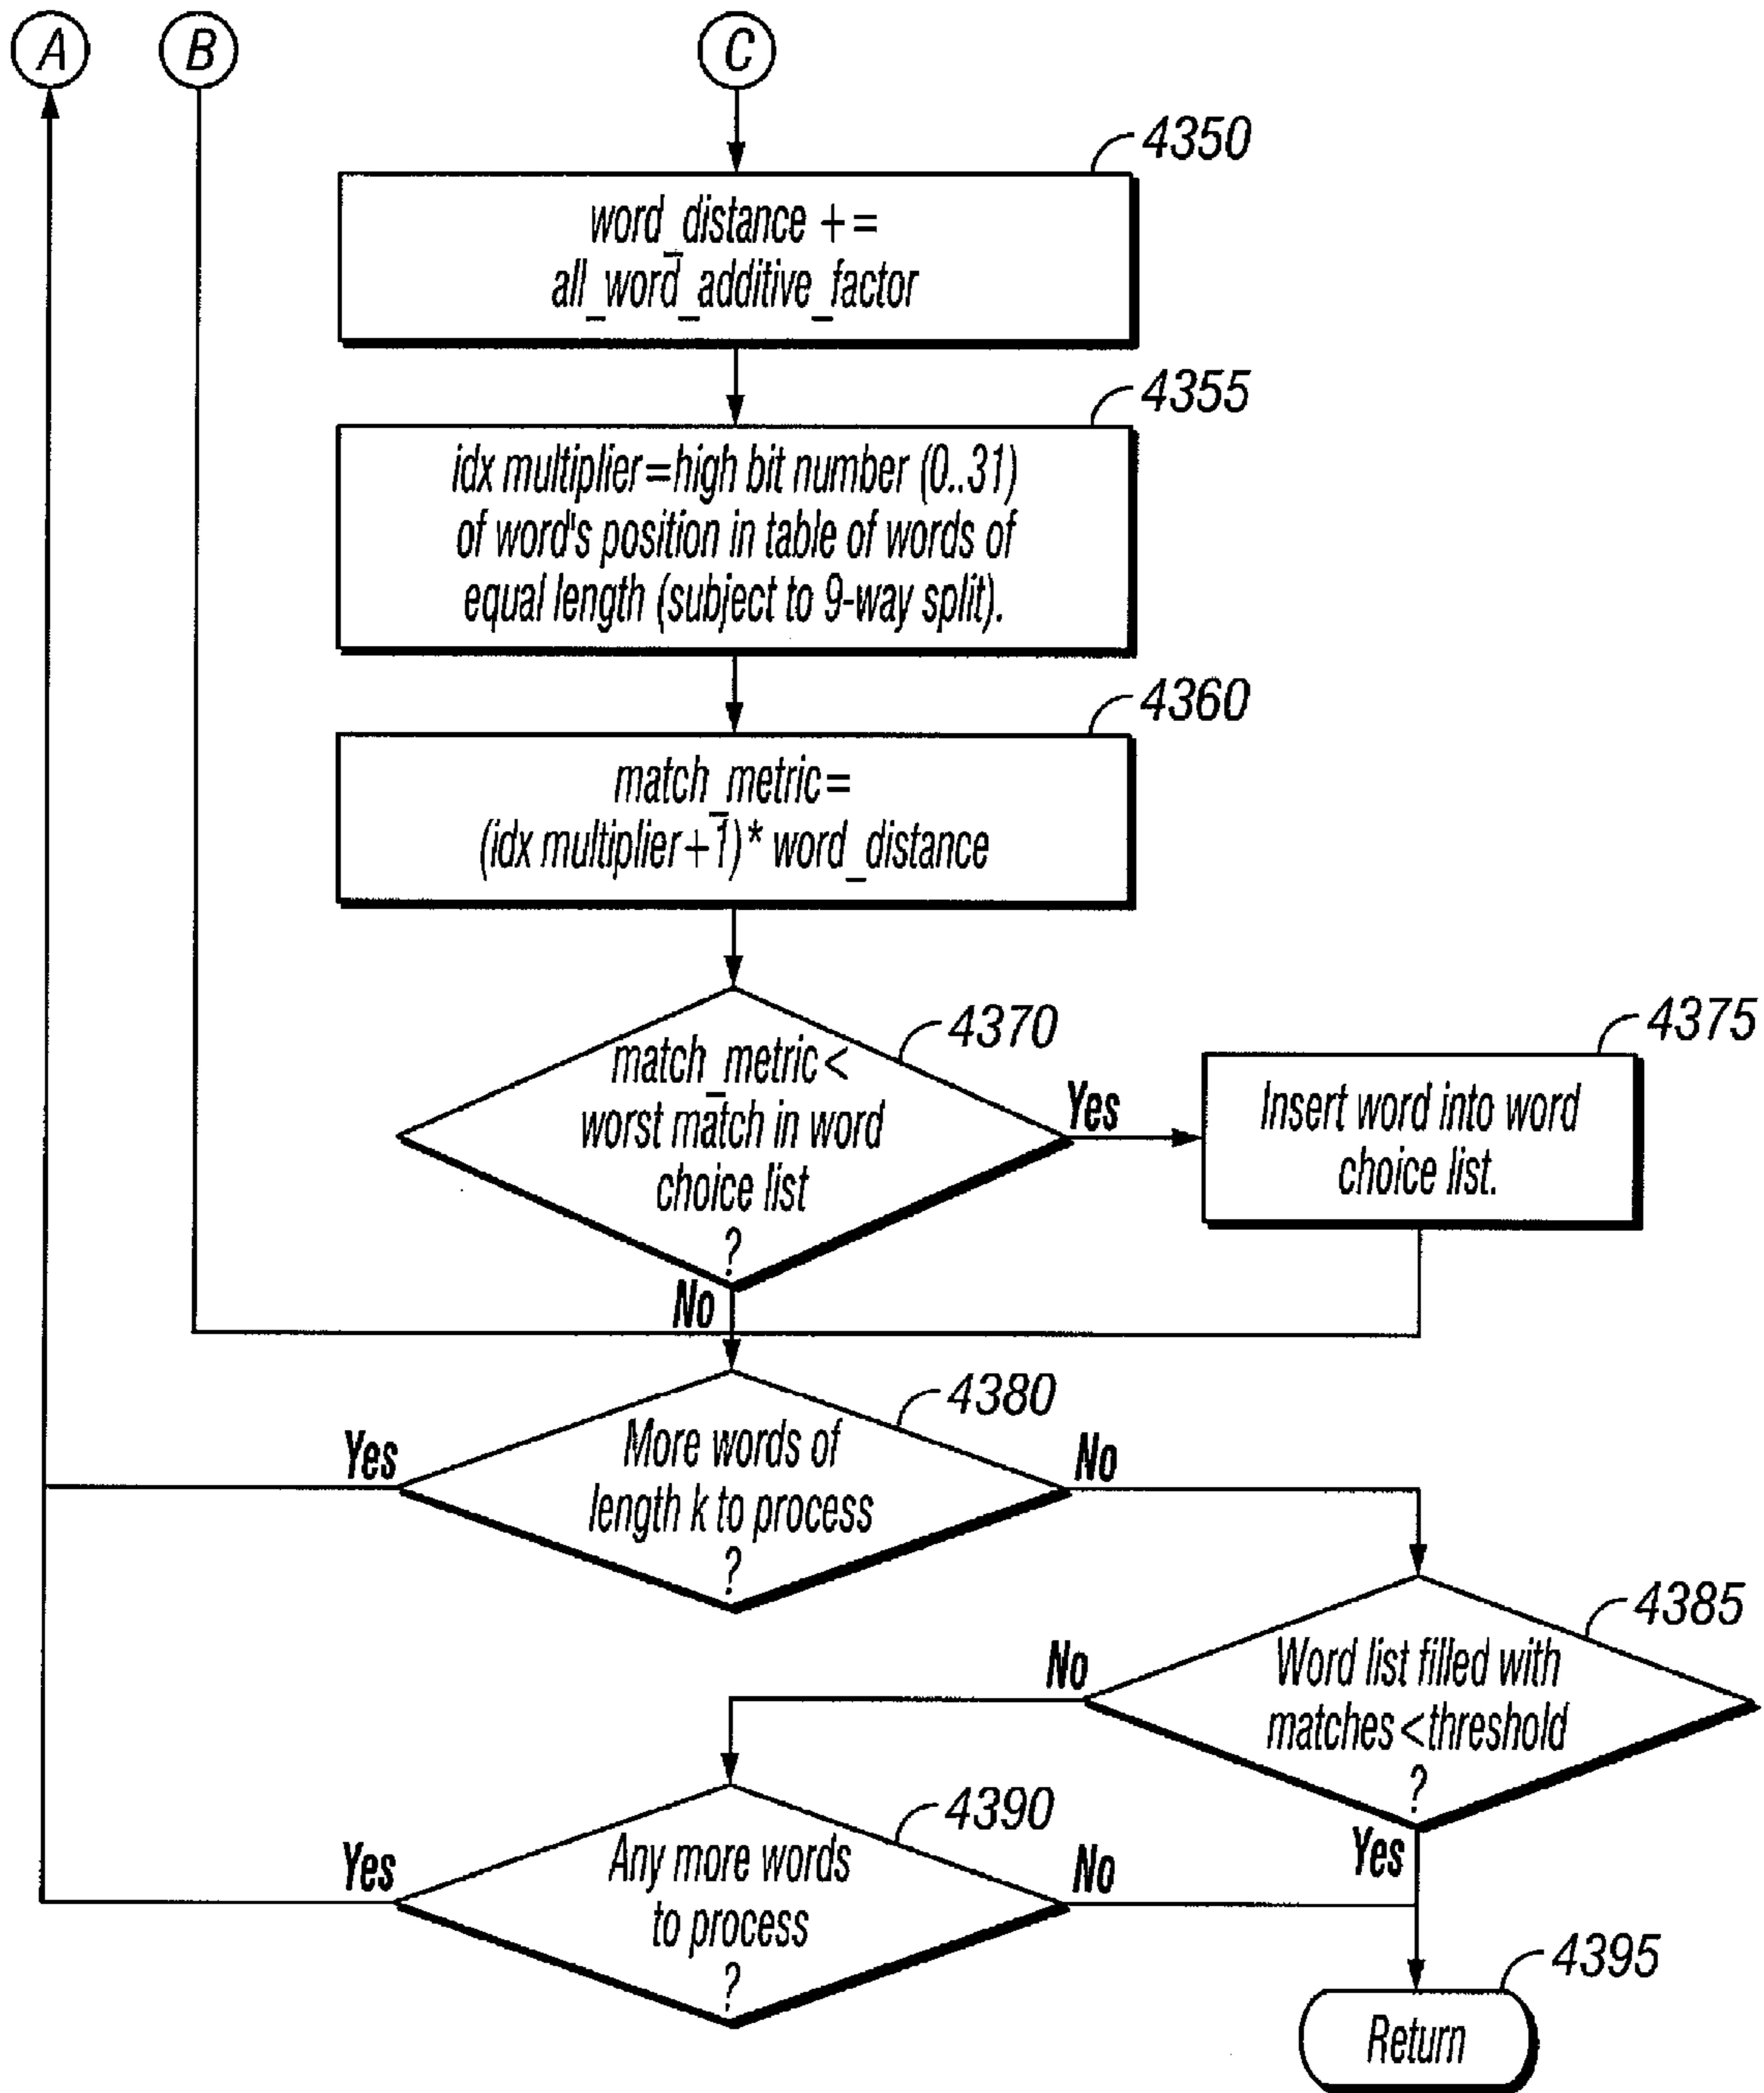 A
B
C
4350
word_distance +=
all_word_additive_factor
4355
idx multiplier=high bit number (0..31)
of word's position in table of words of
equal length (subject to 9-way split).
4360
match_metric=
(idx multiplier+1)* word_distance
4370
match_metric<
worst match in word
choice list
?
Yes
No
4375
Insert word into word
choice list.
4380
More words of
length k to process
?
Yes
No
4385
Word list filled with
matches<threshold
?
No
Yes
4390
Any more words
to process
?
Yes
No
4395
Return